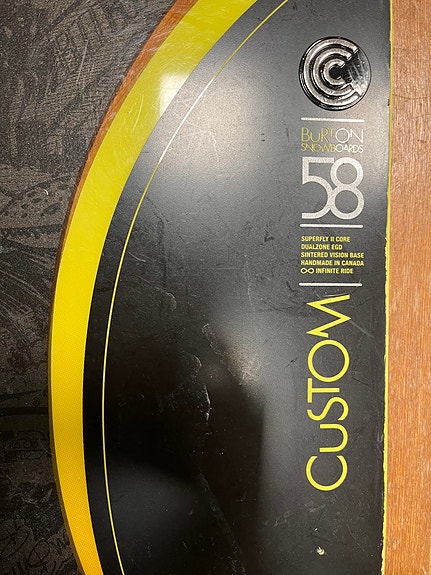 BURTON
SNOWBOARDS
58
SUPERFLY II CORE
DUALZONE EGD
SINTERED VISION BASE
HANDMADE IN CANADA
∞ INFINITE RIDE
CUSTOM